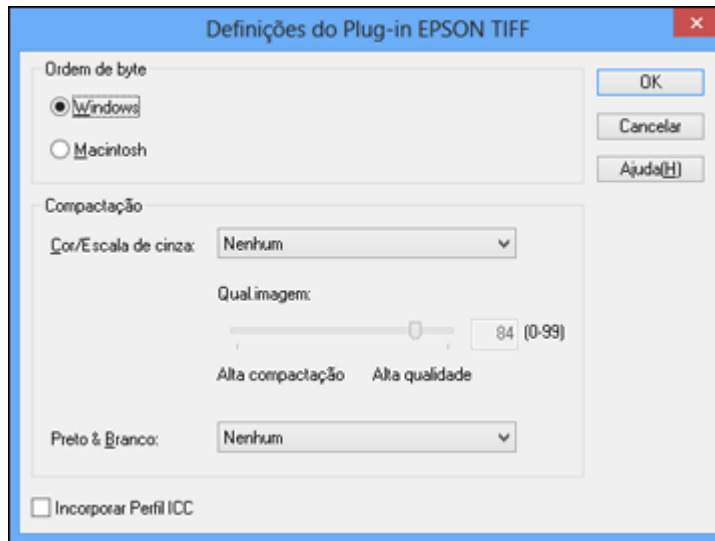 Definições do Plug-in EPSON TIFF
Ordem de byte
Windows
Macintosh
OK
Cancelar
Ajuda(H)
Compactação
Cor/Escala de cinza: Nenhum
Qual.imagem:
84 (0-99)
Alta compactação Alta qualidade
Preto & Branco: Nenhum
Incorporar Perfil ICC